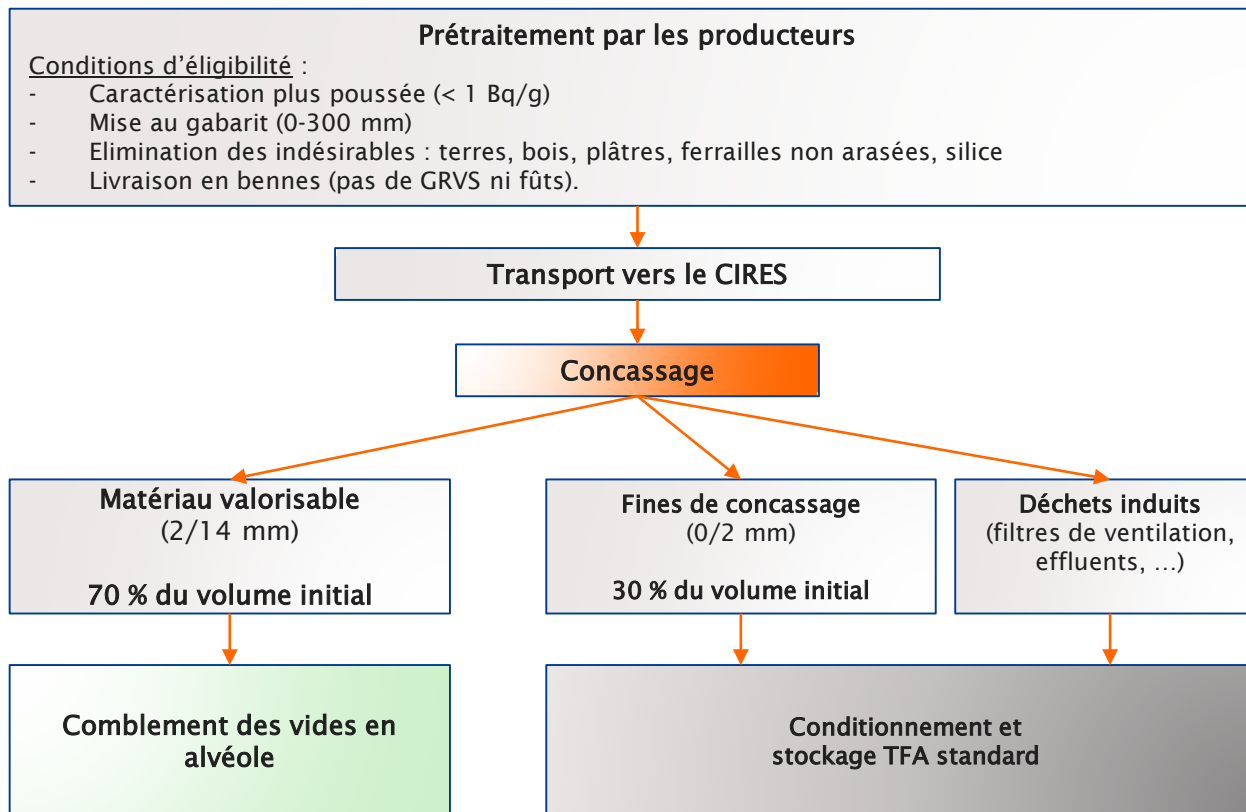 Prétraitement par les producteurs
Conditions d’éligibilité :
- Caractérisation plus poussée (< 1 Bq/g)
- Mise au gabarit (0-300 mm)
- Elimination des indésirables : terres, bois, plâtres, ferrailles non arasées, silice
- Livraison en bennes (pas de GRVS ni fûts).
Transport vers le CIRES
Concassage
Matériau valorisable
(2/14 mm)
70 % du volume initial
Fines de concassage
(0/2 mm)
30 % du volume initial
Déchets induits
(filtres de ventilation,
effluents, …)
Comblement des vides en
alvéole
Conditionnement et
stockage TFA standard